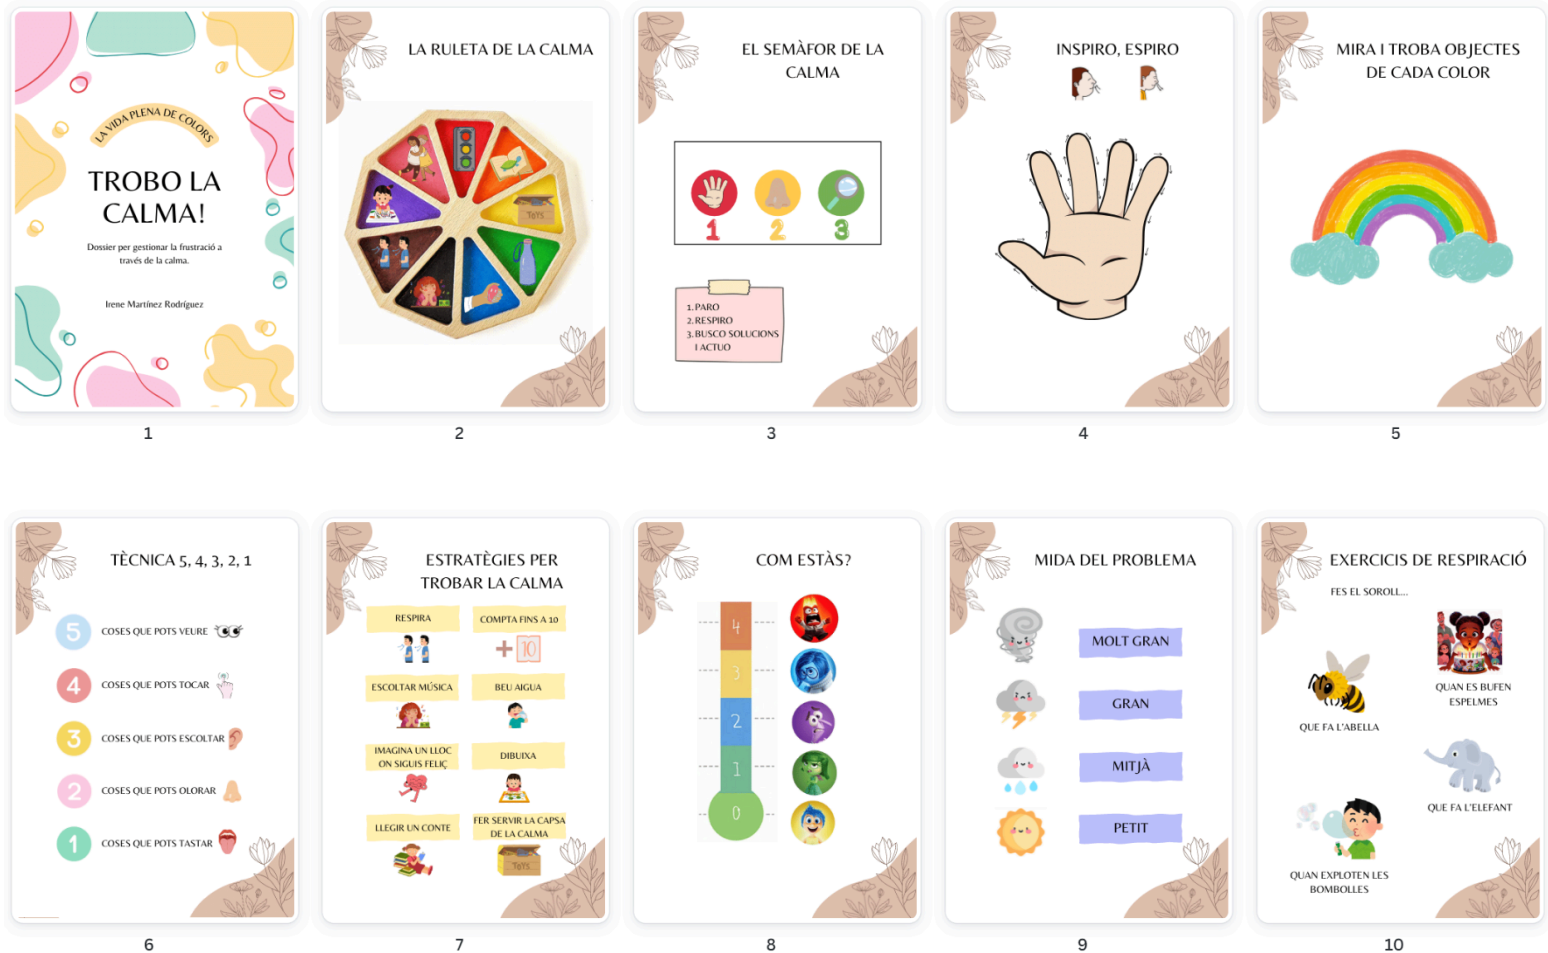 LA VIDA PLENA DE COLORS
TROBO LA
CALMA!
Dossier per gestionar la frustració a
través de la calma.
Irene Martínez Rodríguez
1
LA RULETA DE LA CALMA
TOYS
2
EL SEMÀFOR DE LA
CALMA
1 2 3
1. PARO
2. RESPIRO
3. BUSCO SOLUCIONS
I ACTUO
3
INSPIRO, ESPIRO
4
MIRA I TROBA OBJECTES
DE CADA COLOR
5
TÈCNICA 5, 4, 3, 2, 1
5 COSES QUE POTS VEURE
4 COSES QUE POTS TOCAR
3 COSES QUE POTS ESCOLTAR
2 COSES QUE POTS OLORAR
1 COSES QUE POTS TASTAR
6
ESTRATÈGIES PER
TROBAR LA CALMA
RESPIRA
COMPTA FINS A 10
+10
ESCOLTAR MÚSICA
BEU AIGUA
IMAGINA UN LLOC
ON SIGUIS FELIÇ
DIBUIXA
LLEGIR UN CONTE
FER SERVIR LA CAPSA
DE LA CALMA
TOYS
7
COM ESTÀS?
4
3
2
1
0
8
MIDA DEL PROBLEMA
MOLT GRAN
GRAN
MITJÀ
PETIT
9
EXERCICIS DE RESPIRACIÓ
FES EL SOROLL...
QUE FA L'ABELLA
QUAN ES BUFEN
ESPELMES
QUE FA L'ELEFANT
QUAN EXPLOTEN LES
BOMBOLLES
10